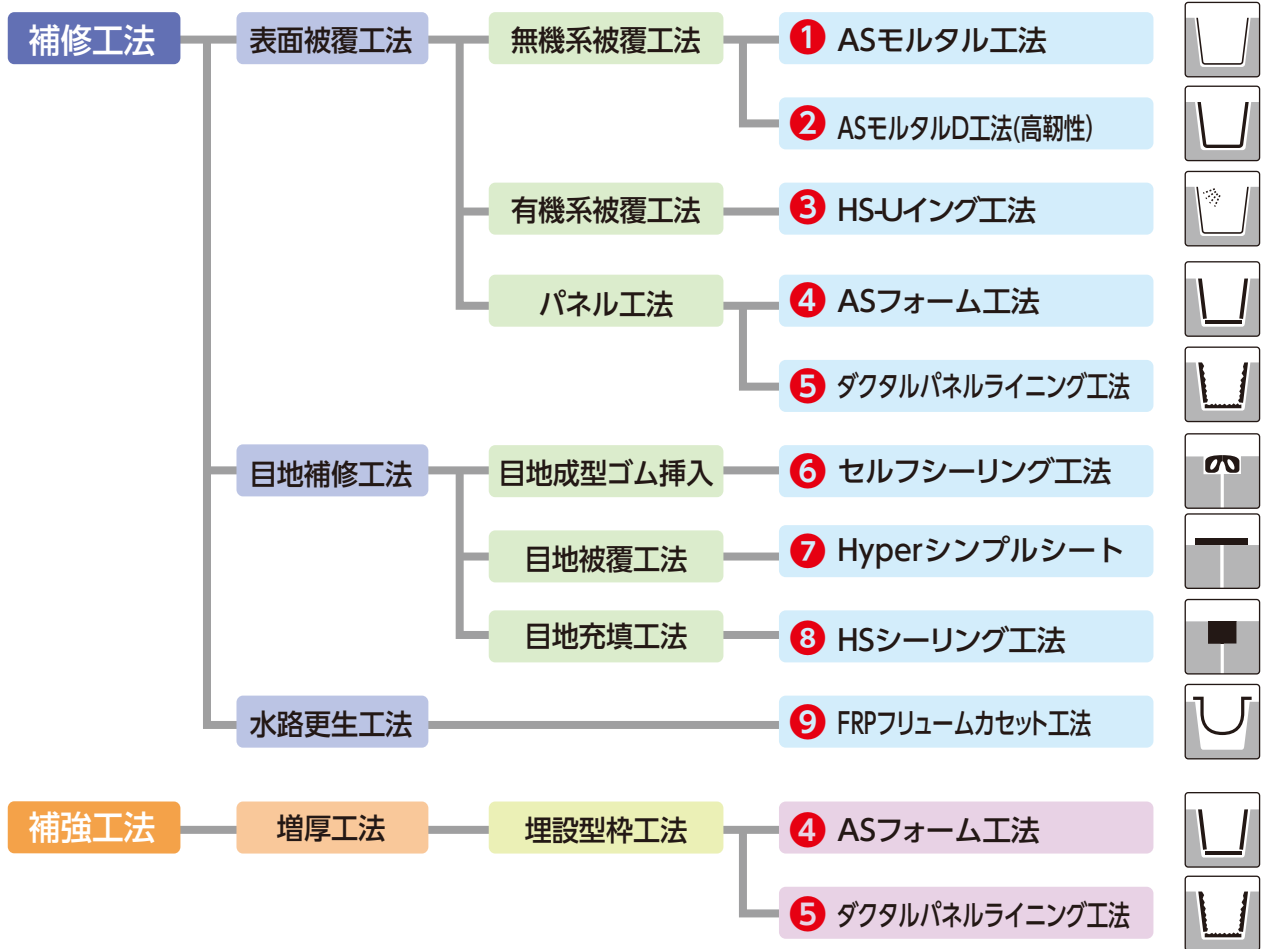 補修工法 表面被覆工法 無機系被覆工法 ❶ ASモルタル工法
❷ ASモルタルD工法(高靭性)
有機系被覆工法 ❸ HS-Uイング工法
パネル工法 ❹ ASフォーム工法
❺ ダクタルパネルライニング工法
目地補修工法 目地成型ゴム挿入 ❻ セルフシーリング工法
目地被覆工法 ❼ Hyperシンプルシート
目地充填工法 ❽ HSシーリング工法
水路更生工法 ❾ FRPフリュームカセット工法
補強工法 増厚工法 埋設型枠工法 ❹ ASフォーム工法
❺ ダクタルパネルライニング工法